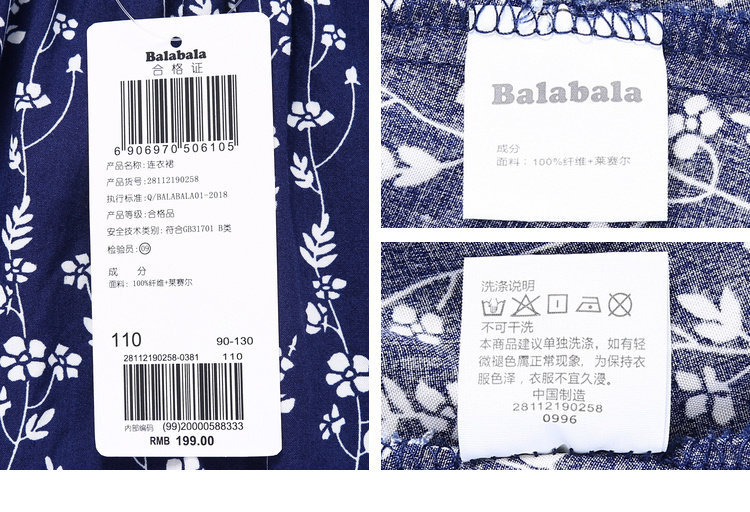 Balabala
合格证
6 906970 506105
产品名称: 连衣裙
产品货号: 28112190258
执行标准: Q/BALABALA01-2018
产品等级: 合格品
安全技术类别: 符合GB31701 B类
检验员: 09
成 分
面料: 100%纤维+莱赛尔
110 90-130
28112190258-0381 110
内部编码 (99)20000588333
RMB 199.00
Balabala
成分
面料: 100%纤维+莱赛尔
洗涤说明
不可干洗
本商品建议单独洗涤, 如有轻
微褪色属正常现象, 为保持衣
服色泽, 衣服不宜久浸。
中国制造
28112190258
0996